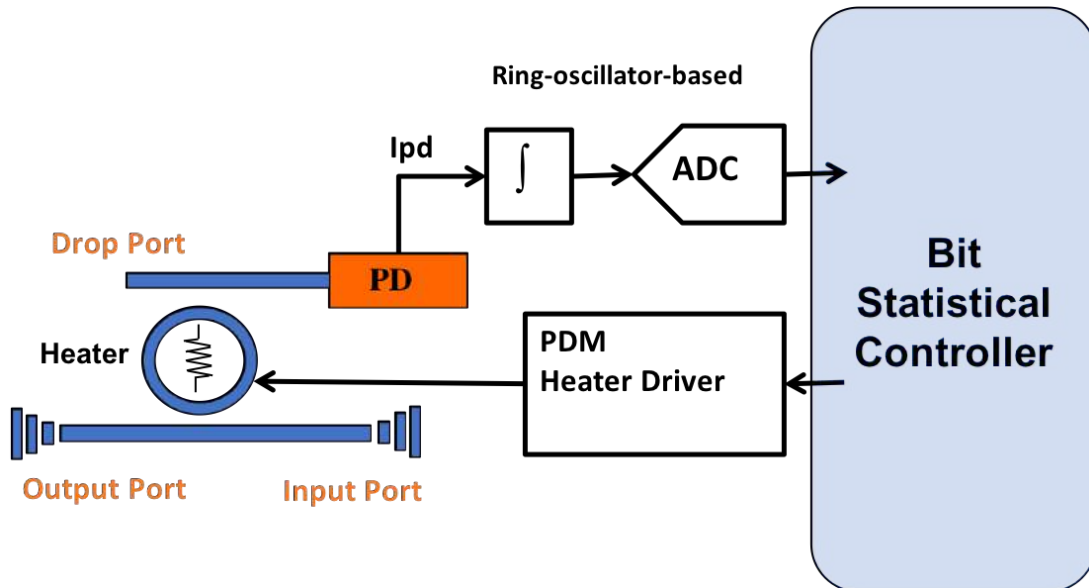 Ring-oscillator-based
Ipd
∫
ADC
Drop Port
PD
Bit
Statistical
Controller
Heater
PDM
Heater Driver
Output Port
Input Port